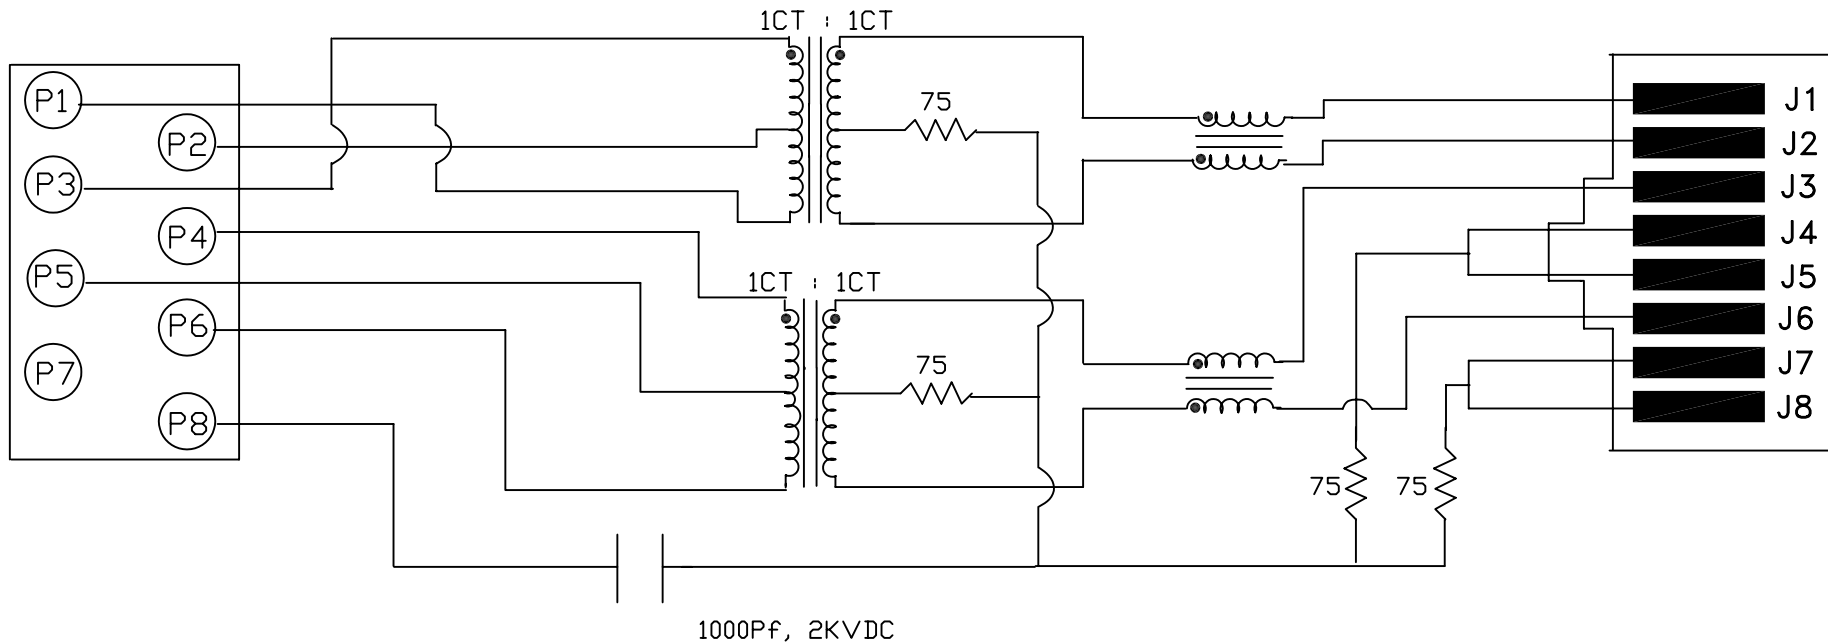 1CT : 1CT
P1
P2
P3
P4
P5
P6
P7
P8
75
1CT : 1CT
75
75
75
1000Pf, 2KVDC
J1
J2
J3
J4
J5
J6
J7
J8